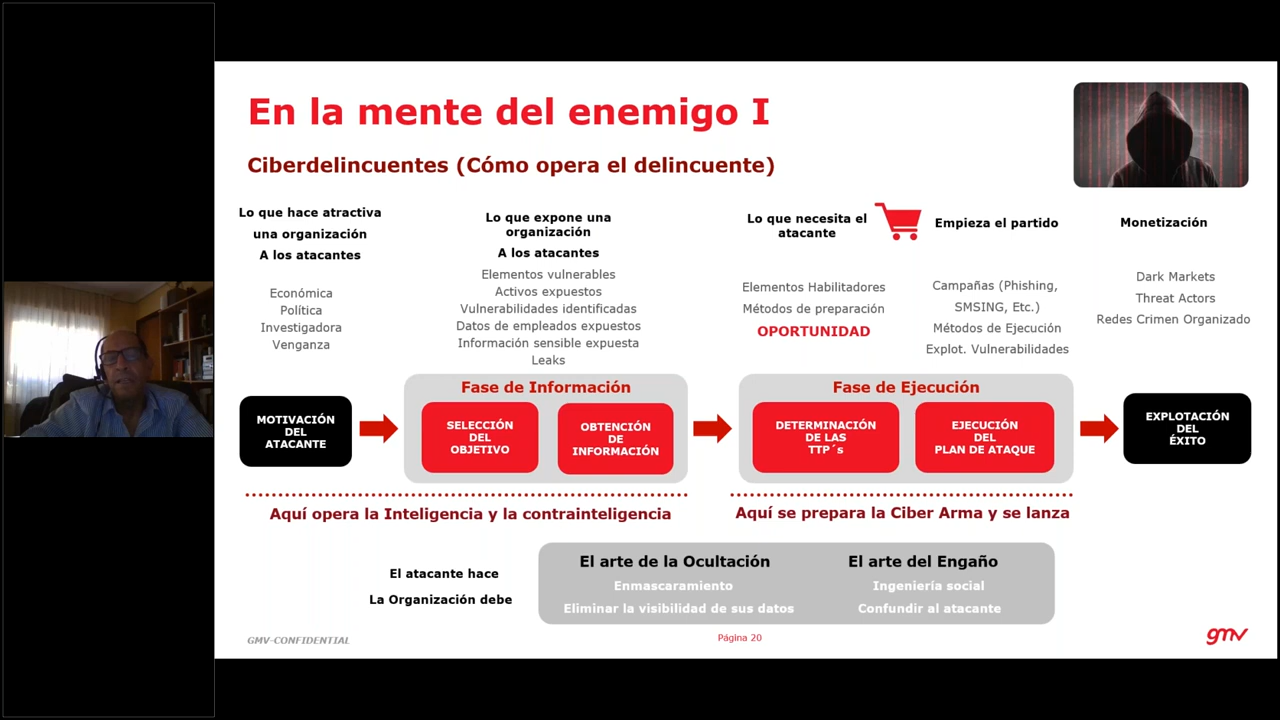 En la mente del enemigo I
Ciberdelincuentes (Cómo opera el delincuente)
Lo que hace atractiva
una organización
A los atacantes
Económica
Política
Investigadora
Venganza
Lo que expone una
organización
A los atacantes
Elementos vulnerables
Activos expuestos
Vulnerabilidades identificadas
Datos de empleados expuestos
Información sensible expuesta
Leaks
Lo que necesita el
atacante
Elementos Habilitadores
Métodos de preparación
OPORTUNIDAD
Empieza el partido
Campañas (Phishing,
SMSING, Etc.)
Métodos de Ejecución
Explot. Vulnerabilidades
Monetización
Dark Markets
Threat Actors
Redes Crimen Organizado
MOTIVACIÓN
DEL
ATACANTE
Fase de Información
SELECCIÓN
DEL
OBJETIVO
OBTENCIÓN
DE
INFORMACIÓN
Fase de Ejecución
DETERMINACIÓN
DE LAS
TTP´s
EJECUCIÓN
DEL
PLAN DE ATAQUE
EXPLOTACIÓN
DEL
ÉXITO
Aquí opera la Inteligencia y la contrainteligencia
Aquí se prepara la Ciber Arma y se lanza
El arte de la Ocultación
El arte del Engaño
El atacante hace
Enmascaramiento
Ingeniería social
La Organización debe
Eliminar la visibilidad de sus datos
Confundir al atacante
GMV-CONFIDENTIAL
Página 20
gmv